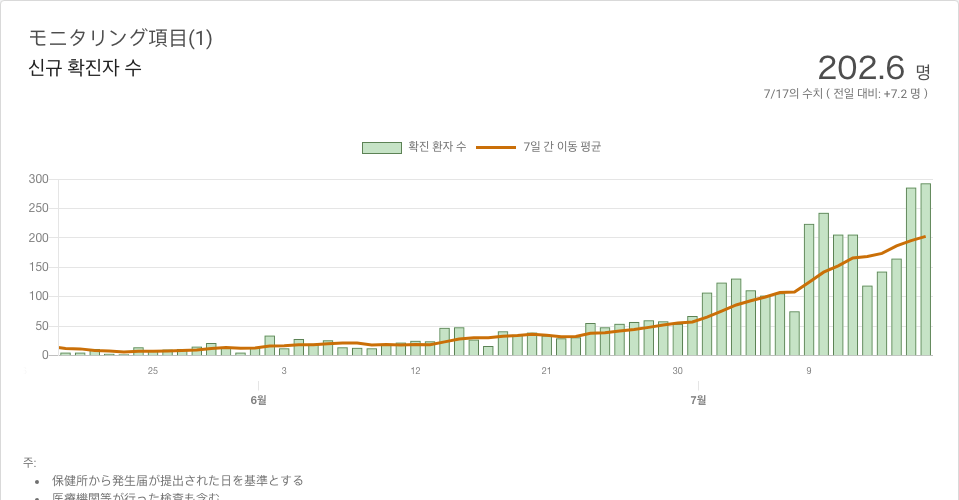 モニタリング項目(1)
신규 확진자 수
202.6 명
7/17의 수치 ( 전일 대비: +7.2 명 )
확진 환자 수
7일 간 이동 평균
300
250
200
150
100
50
0
25 3 12 21 30 9
6월 7월
주:
• 保健所から発生届が提出された日を基準とする
• 医療機関等が行った検査も含む